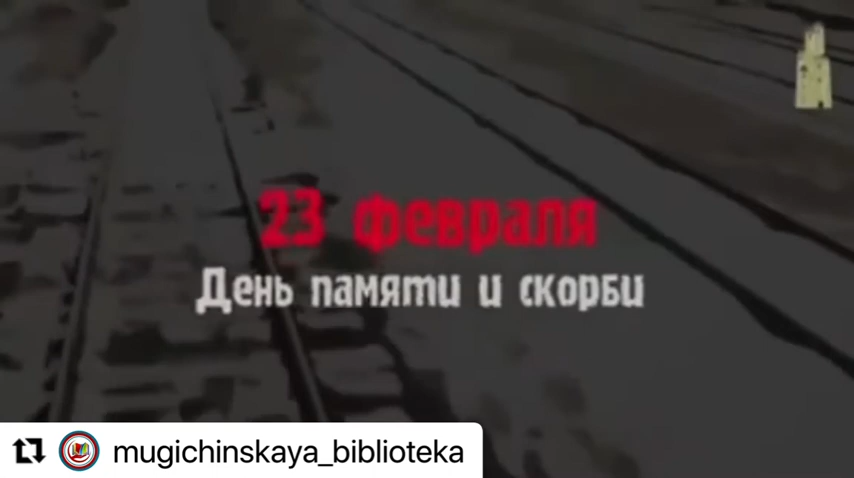 23 февраля
День памяти и скорби
mugichinskaya_biblioteka